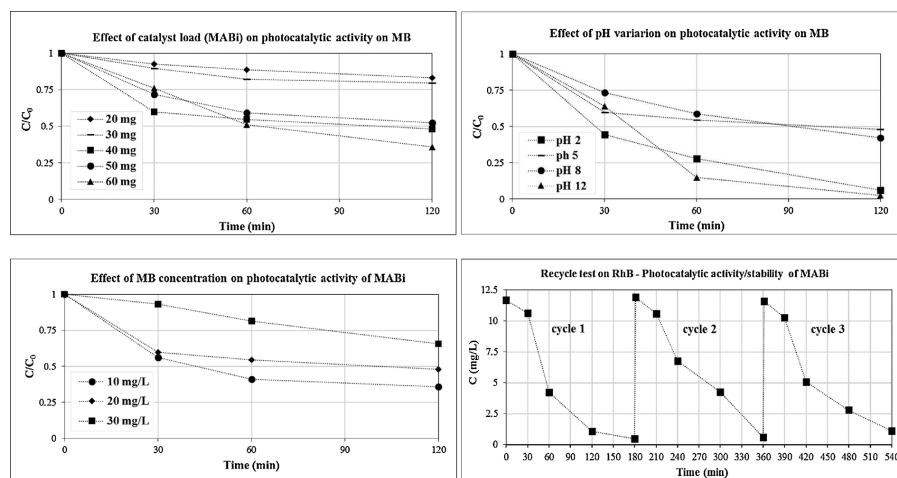 Effect of catalyst load (MABi) on photocatalytic activity on MB
1
0.75
0.5
0.25
0
C/C0
20 mg
30 mg
40 mg
50 mg
60 mg
0 30 60 90 120
Time (min)
Effect of pH variarion on photocatalytic activity on MB
1
0.75
0.5
0.25
0
C/C0
pH 2
ph 5
pH 8
pH 12
0 30 60 90 120
Time (min)
Effect of MB concentration on photocatalytic activity of MABi
1
0.75
0.5
0.25
0
C/C0
10 mg/L
20 mg/L
30 mg/L
0 30 60 90 120
Time (min)
Recycle test on RhB - Photocatalytic activity/stability of MABi
12.5
10
7.5
5
2.5
0
C (mg/L)
cycle 1 cycle 2 cycle 3
0 30 60 90 120 150 180 210 240 270 300 330 360 390 420 450 480 510 540
Time (min)